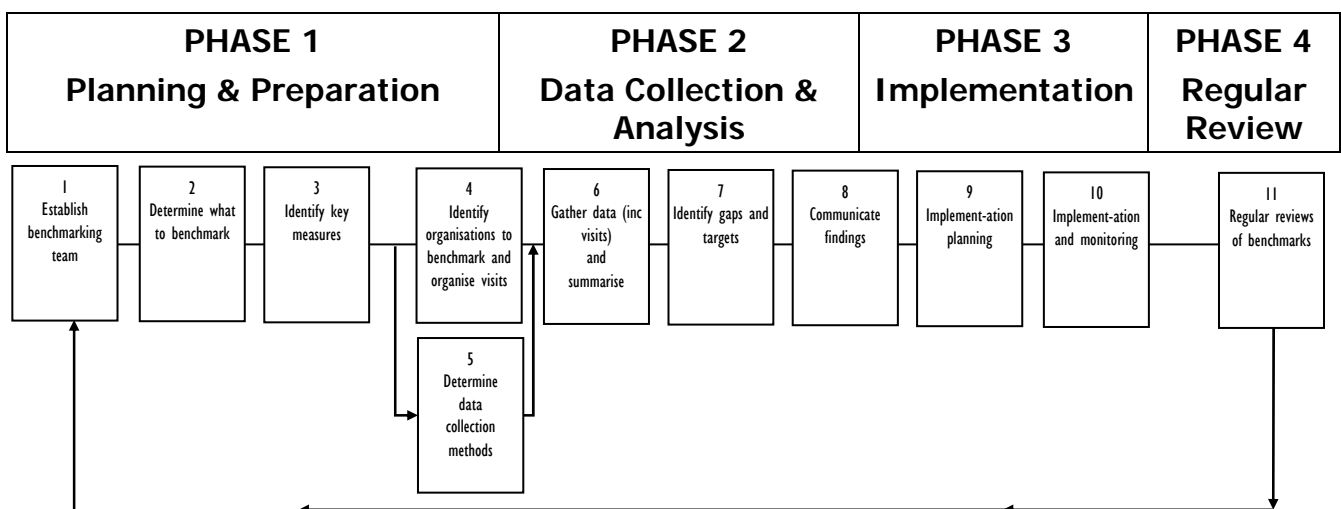 PHASE 1
Planning & Preparation
PHASE 2
Data Collection &
Analysis
PHASE 3
Implementation
PHASE 4
Regular
Review
1
Establish
benchmarking
team
2
Determine what
to benchmark
3
Identify key
measures
4
Identify
organisations to
benchmark and
organise visits
5
Determine
data
collection
methods
6
Gather data (inc
visits)
and
summarise
7
Identify gaps and
targets
8
Communicate
findings
9
Implement-ation
planning
10
Implement-ation
and monitoring
11
Regular reviews
of benchmarks